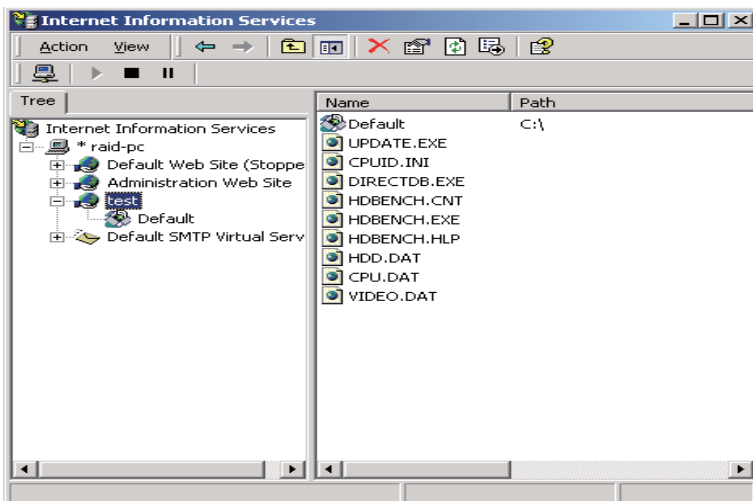 Internet Information Services
Action View
Tree
Name Path
Internet Information Services
* raid-pc
Default Web Site (Stoppe
Administration Web Site
test
Default
Default SMTP Virtual Serv
Default C:\
UPDATE.EXE
CPUID.INI
DIRECTDB.EXE
HDBENCH.CNT
HDBENCH.EXE
HDBENCH.HLP
HDD.DAT
CPU.DAT
VIDEO.DAT